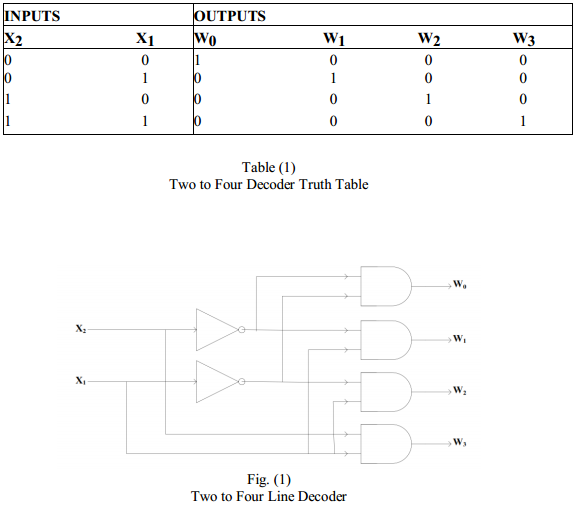 INPUTS OUTPUTS
X2 X1 W0 W1 W2 W3
0 0 1 0 0 0
0 1 0 1 0 0
1 0 0 0 1 0
1 1 0 0 0 1
Table (1)
Two to Four Decoder Truth Table
W0
X2
W1
X1
W2
W3
Fig. (1)
Two to Four Line Decoder